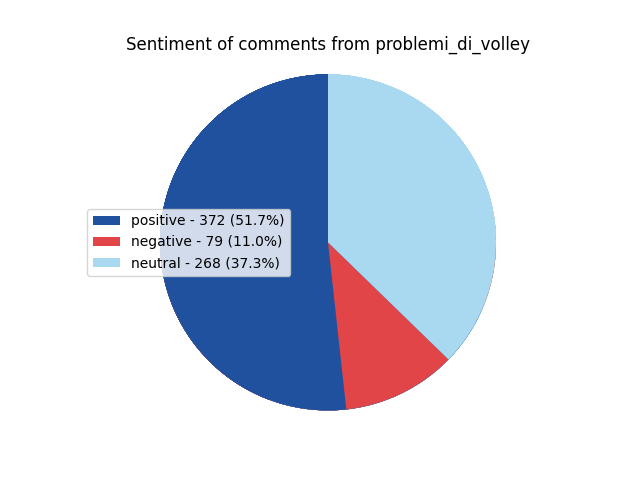 Sentiment of comments from problemi_di_volley
positive - 372 (51.7%)
negative - 79 (11.0%)
neutral - 268 (37.3%)